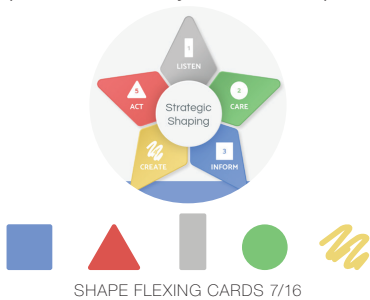 1
LISTEN
5
ACT
2
CARE
Strategic
Shaping
CREATE
3
INFORM
SHAPE FLEXING CARDS 7/16